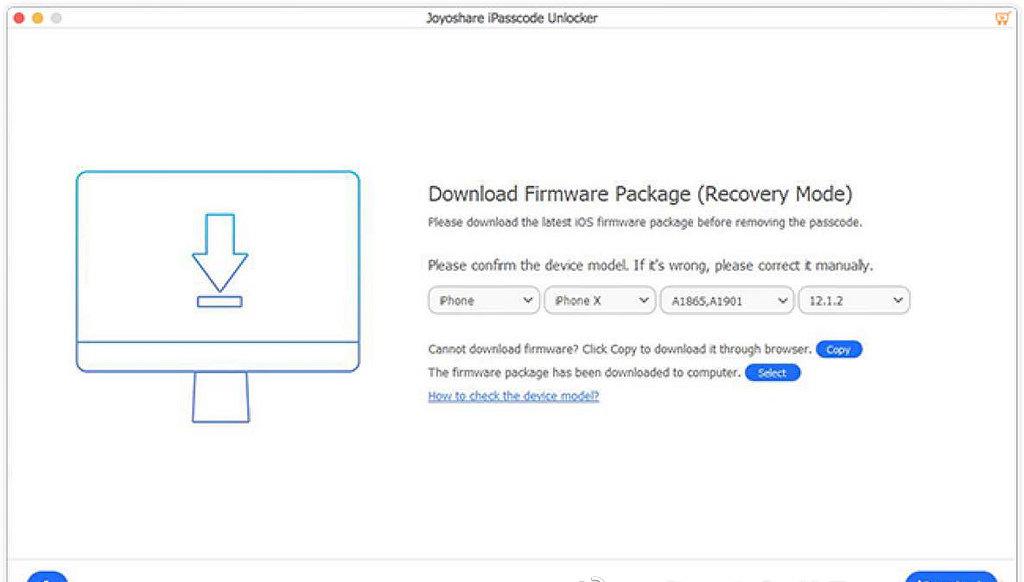 Joyoshare iPasscode Unlocker
Download Firmware Package (Recovery Mode)
Please download the latest iOS firmware package before removing the passcode.
Please confirm the device model. If it's wrong, please correct it manually.
iPhone
iPhone X
A1865,A1901
12.1.2
Cannot download firmware? Click Copy to download it through browser. Copy
The firmware package has been downloaded to computer. Select
How to check the device model?